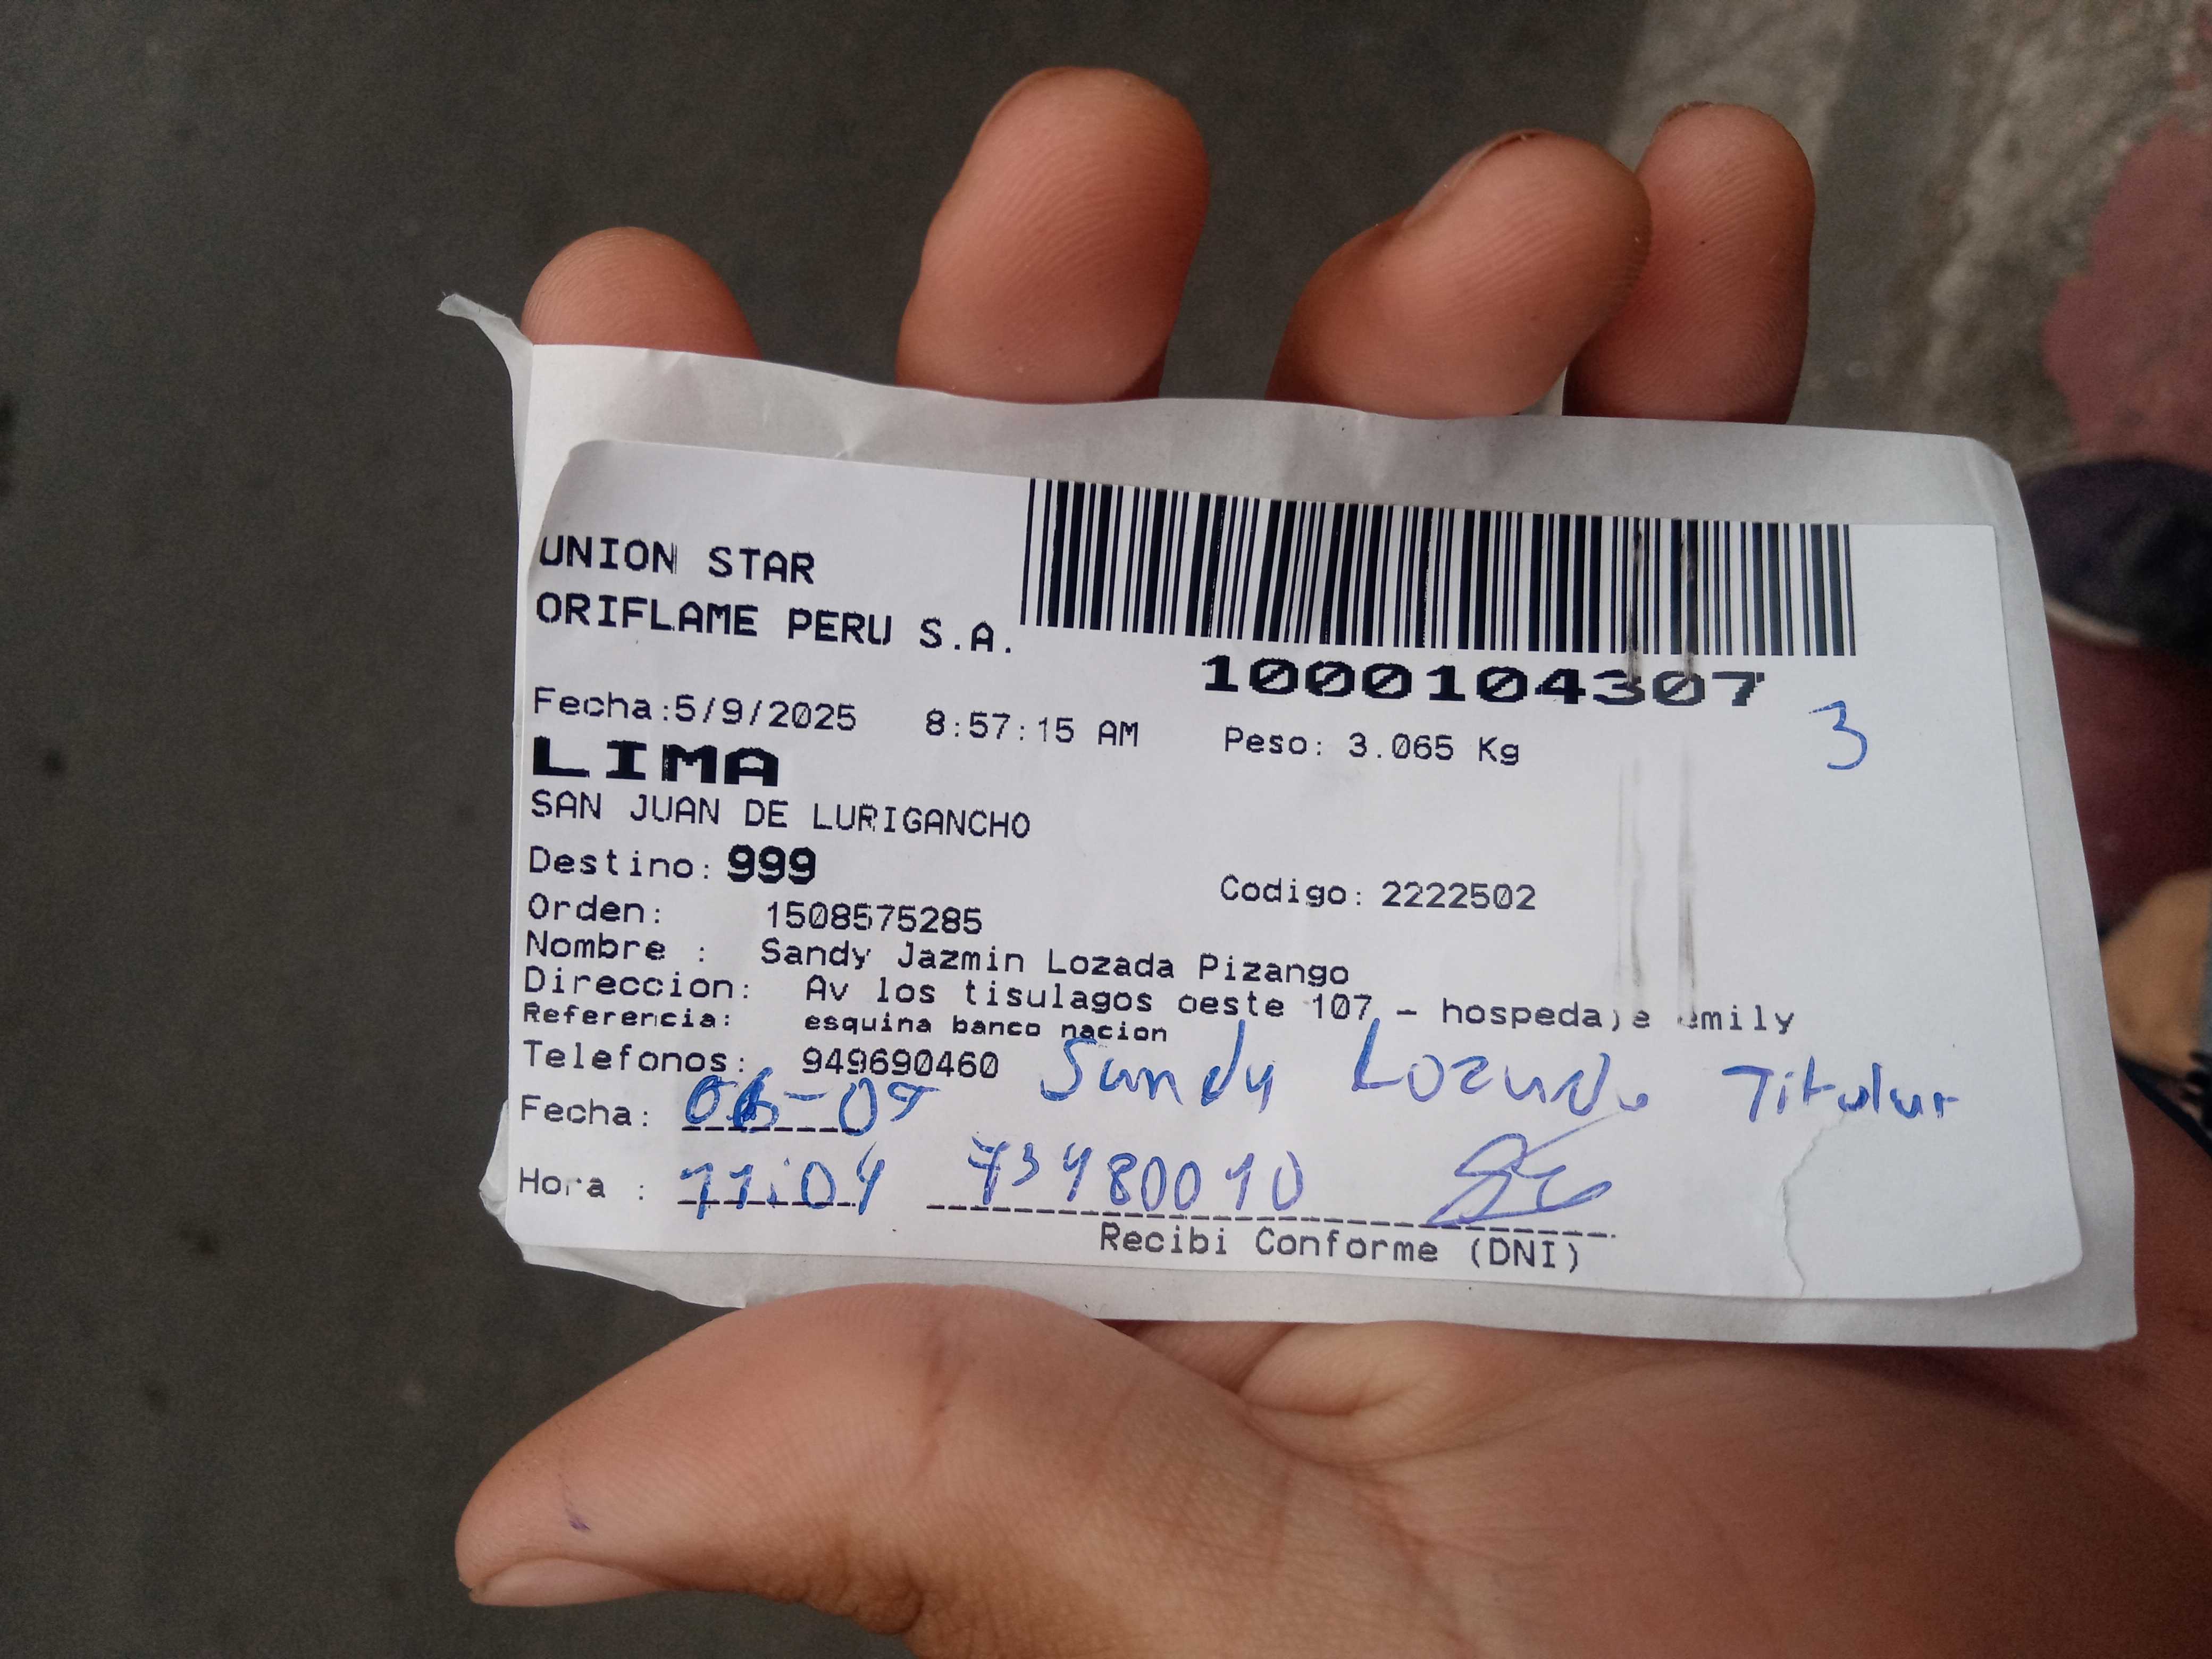 UNION STAR
ORIFLAME PERU S.A.
1000104307
3
Fecha:5/9/2025 8:57:15 AM Peso: 3.065 Kg
LIMA
SAN JUAN DE LURIGANCHO
Destino: 999
Codigo: 2222502
Orden: 1508575285
Nombre : Sandy Jazmin Lozada Pizango
Direccion: Av los tisulagos oeste 107 - hospedaje emily
Referencia: esquina banco nacion
Telefonos: 949690460
Sandy Lozada Titular
Fecha: 06-09
Hora : 11:04 73480010
Recibi Conforme (DNI)